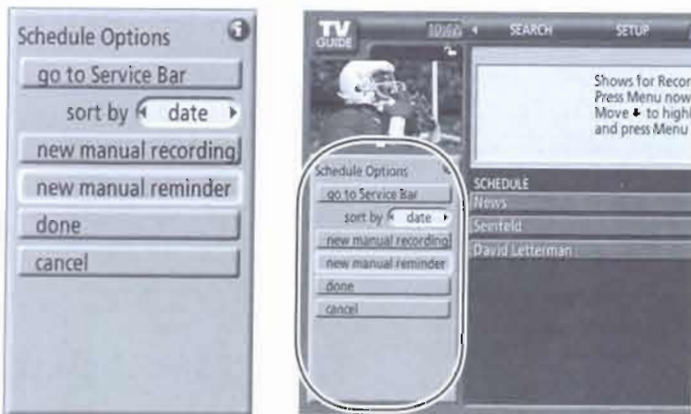 Schedule Options
go to Service Bar
sort by date
new manual recording
new manual reminder
done
cancel
TV
GUIDE
SEARCH
SETUP
Shows for Recor
Press Menu now
Move to highl
and press Menu
Schedule Options
go to Service Bar
sort by date
new manual recording
new manual reminder
done
cancel
SCHEDULE
News
Seinfeld
David Letterman